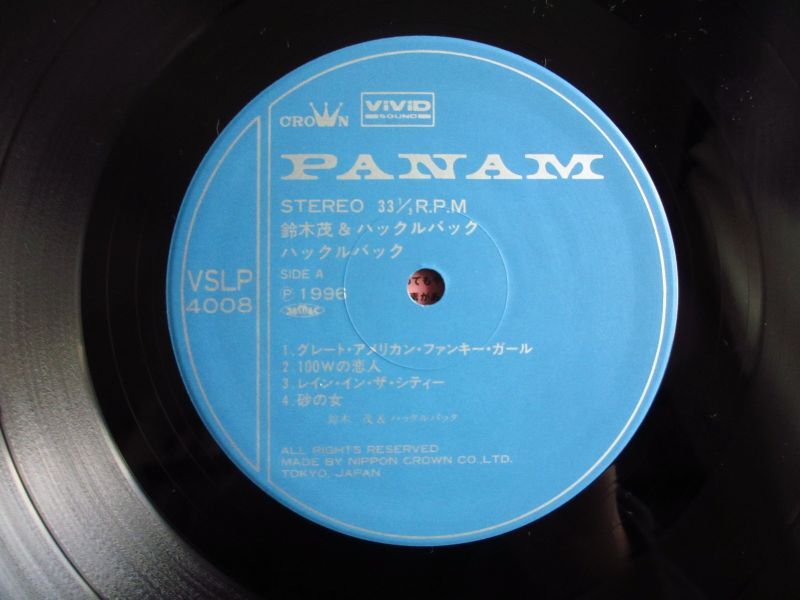 CROWN
ViViD
SOUND
PANAM
STEREO 33 1/3 R.P.M
鈴木茂&ハックルバック
ハックルバック
SIDE A
VSLP
4008
Ⓟ 1996
1.グレート・アメリカン・ファンキー・ガール
2.100Wの恋人
3.レイン・イン・ザ・シティー
4.砂の女
鈴木 茂&ハックルバック
ALL RIGHTS RESERVED
MADE BY NIPPON CROWN CO.,LTD.
TOKYO, JAPAN